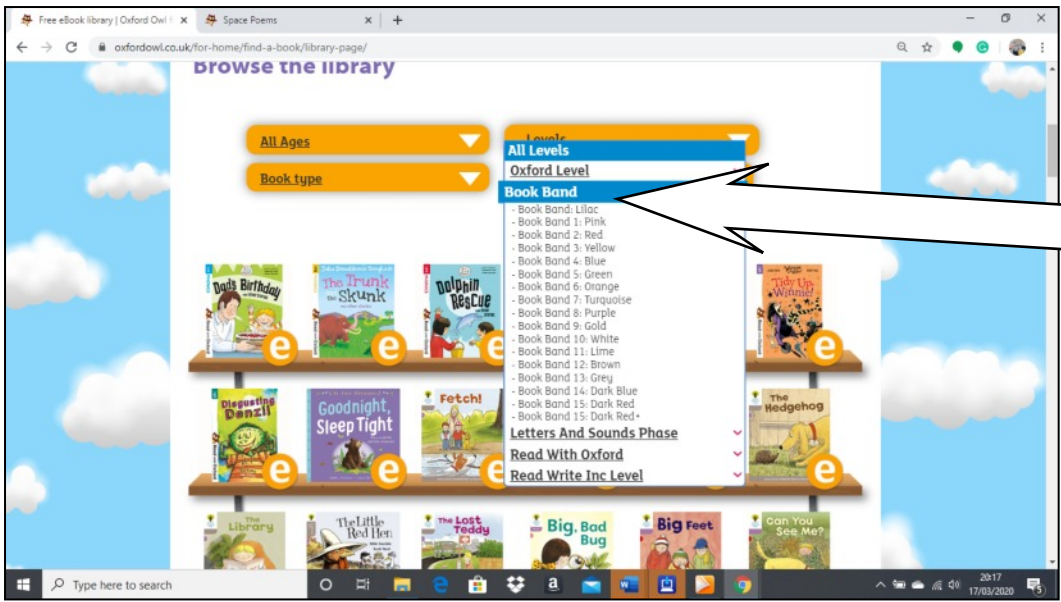 Free eBook library | Oxford Owl f
Space Poems
oxfordowl.co.uk/for-home/find-a-book/library-page/
Browse the library
All Ages
Levels
Book type
All Levels
Oxford Level
Book Band
- Book Band: Lilac
- Book Band 1: Pink
- Book Band 2: Red
- Book Band 3: Yellow
- Book Band 4: Blue
- Book Band 5: Green
- Book Band 6: Orange
- Book Band 7: Turquoise
- Book Band 8: Purple
- Book Band 9: Gold
- Book Band 10: White
- Book Band 11: Lime
- Book Band 12: Brown
- Book Band 13: Grey
- Book Band 14: Dark Blue
- Book Band 15: Dark Red
- Book Band 15: Dark Red+
Letters And Sounds Phase
Read With Oxford
Read Write Inc Level
Dad's Birthday
The Trunk
and the Skunk
Dolphin
Rescue
Tidy Up,
Winnie!
e
e
e
e
Disgusting
Denzil
Goodnight,
Sleep Tight
Fetch!
The
Hedgehog
e
e
e
e
The
Library
The Little
Red Hen
The Lost
Teddy
Big, Bad
Bug
Big Feet
Can You
See Me?
Type here to search
20:17
17/03/2020